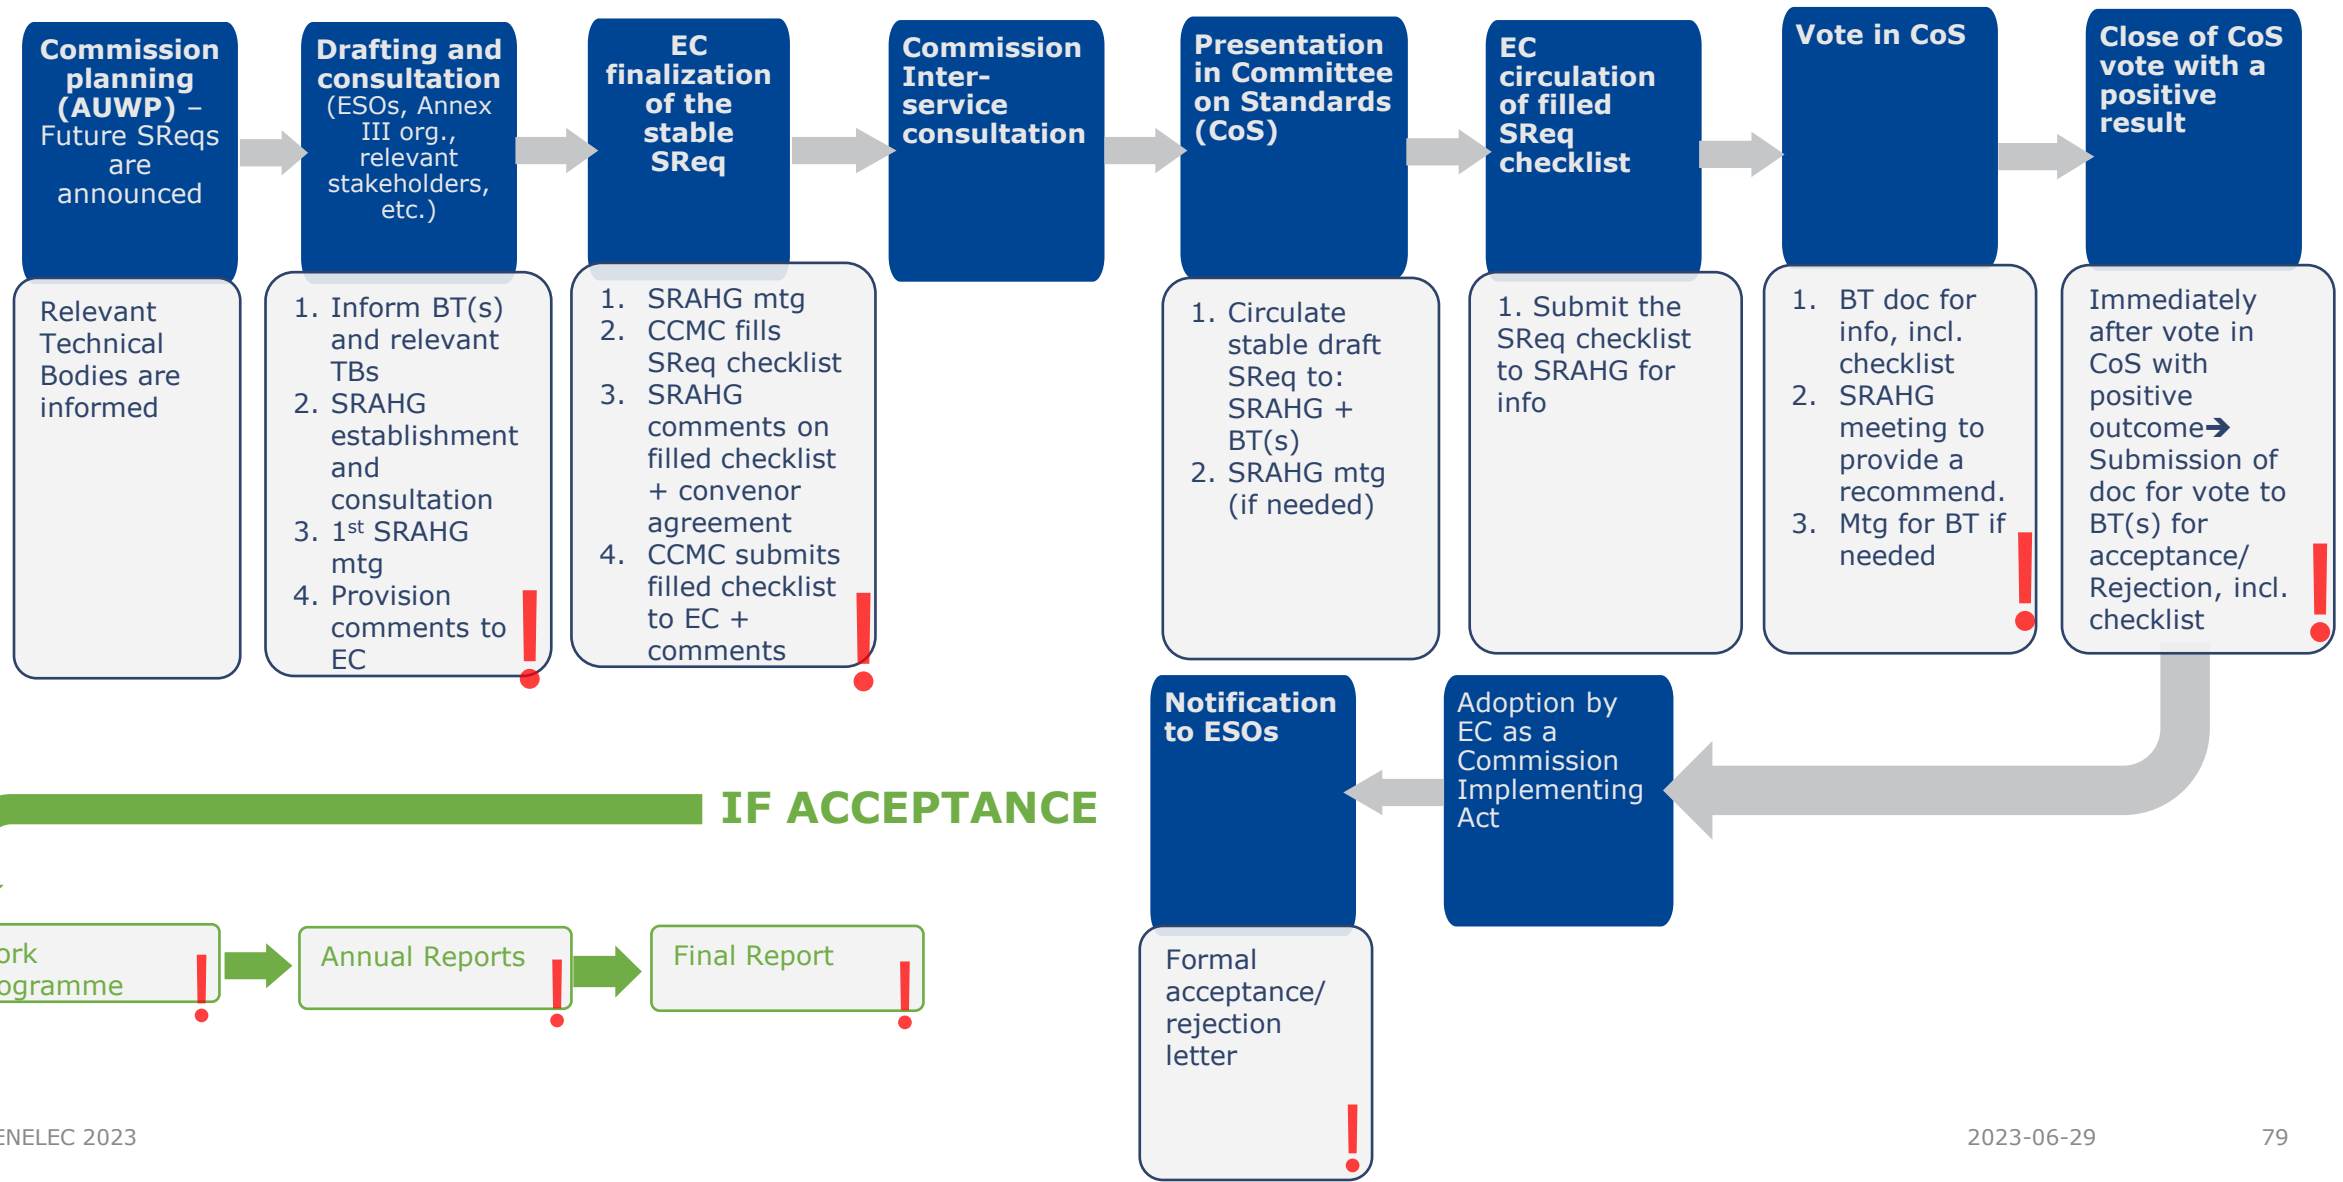 Commission
planning
(AUWP) –
Future SReqs
are
announced
Drafting and
consultation
(ESOs, Annex
III org.,
relevant
stakeholders,
etc.)
EC
finalization
of the
stable
SReq
Commission
Inter-
service
consultation
Presentation
in Committee
on Standards
(CoS)
EC
circulation
of filled
SReq
checklist
Vote in CoS
Close of CoS
vote with a
positive
result
Relevant
Technical
Bodies are
informed
1. Inform BT(s)
and relevant
TBs
2. SRAHG
establishment
and
consultation
3. 1st SRAHG
mtg
4. Provision
comments to
EC
!
1. SRAHG mtg
2. CCMC fills
SReq checklist
3. SRAHG
comments on
filled checklist
+ convenor
agreement
4. CCMC submits
filled checklist
to EC +
comments
!
1. Circulate
stable draft
SReq to:
SRAHG +
BT(s)
2. SRAHG mtg
(if needed)
1. Submit the
SReq checklist
to SRAHG for
info
1. BT doc for
info, incl.
checklist
2. SRAHG
meeting to
provide a
recommend.
3. Mtg for BT if
needed
!
Immediately
after vote in
CoS with
positive
outcome➔
Submission of
doc for vote to
BT(s) for
acceptance/
Rejection, incl.
checklist
!
Notification
to ESOs
Adoption by
EC as a
Commission
Implementing
Act
IF ACCEPTANCE
ork
ogramme
!
Annual Reports
!
Final Report
!
Formal
acceptance/
rejection
letter
!
ENELEC 2023
2023-06-29
79